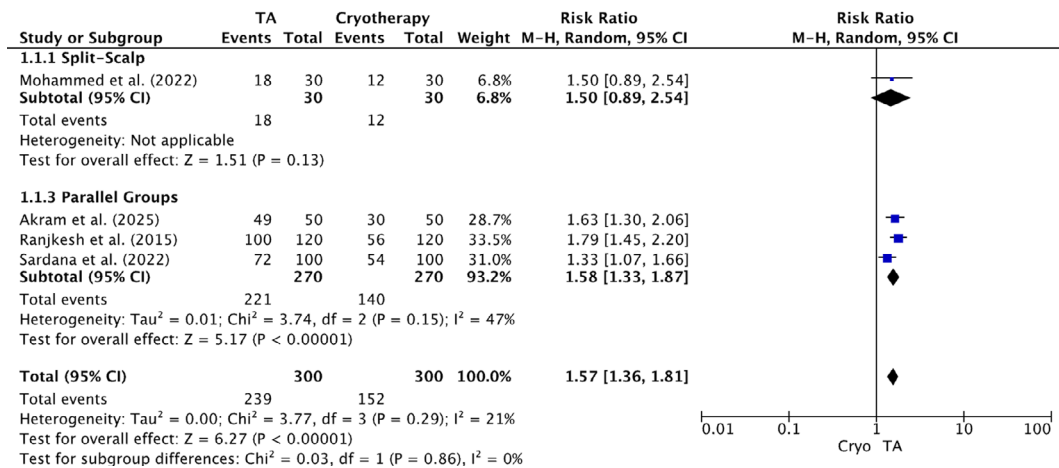 TA Cryotherapy Risk Ratio Risk Ratio
Study or Subgroup Events Total Events Total Weight M-H, Random, 95% CI M-H, Random, 95% CI
1.1.1 Split-Scalp
Mohammed et al. (2022) 18 30 12 30 6.8% 1.50 [0.89, 2.54]
Subtotal (95% CI) 30 30 6.8% 1.50 [0.89, 2.54]
Total events 18 12
Heterogeneity: Not applicable
Test for overall effect: Z = 1.51 (P = 0.13)
1.1.3 Parallel Groups
Akram et al. (2025) 49 50 30 50 28.7% 1.63 [1.30, 2.06]
Ranjkesh et al. (2015) 100 120 56 120 33.5% 1.79 [1.45, 2.20]
Sardana et al. (2022) 72 100 54 100 31.0% 1.33 [1.07, 1.66]
Subtotal (95% CI) 270 270 93.2% 1.58 [1.33, 1.87]
Total events 221 140
Heterogeneity: Tau² = 0.01; Chi² = 3.74, df = 2 (P = 0.15); I² = 47%
Test for overall effect: Z = 5.17 (P < 0.00001)
Total (95% CI) 300 300 100.0% 1.57 [1.36, 1.81]
Total events 239 152
Heterogeneity: Tau² = 0.00; Chi² = 3.77, df = 3 (P = 0.29); I² = 21%
Test for overall effect: Z = 6.27 (P < 0.00001)
Test for subgroup differences: Chi² = 0.03, df = 1 (P = 0.86), I² = 0%
0.01 0.1 1 10 100
Cryo TA